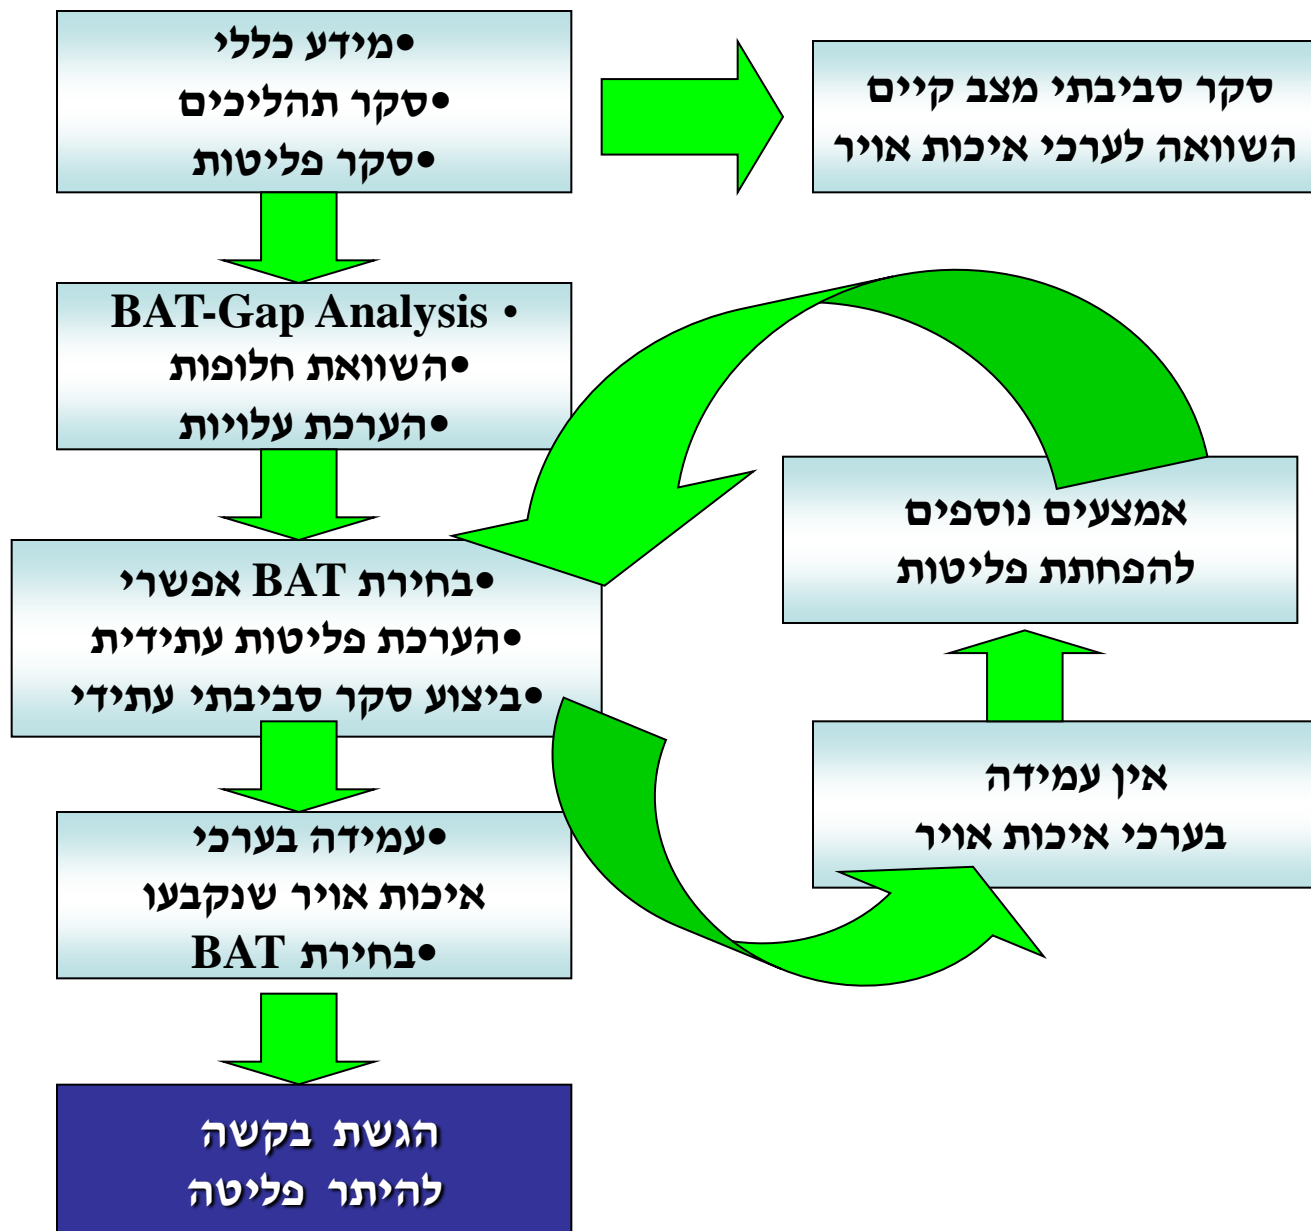 •מידע כללי
•סקר תהליכים
•סקר פליטות
סקר סביבתי מצב קיים
השוואה לערכי איכות אויר
• BAT-Gap Analysis
•השוואת חלופות
•הערכת עלויות
•בחירת BAT אפשרי
•הערכת פליטות עתידית
•ביצוע סקר סביבתי עתידי
אמצעים נוספים
להפחתת פליטות
אין עמידה
בערכי איכות אויר
•עמידה בערכי
איכות אויר שנקבעו
•בחירת BAT
הגשת בקשה
להיתר פליטה